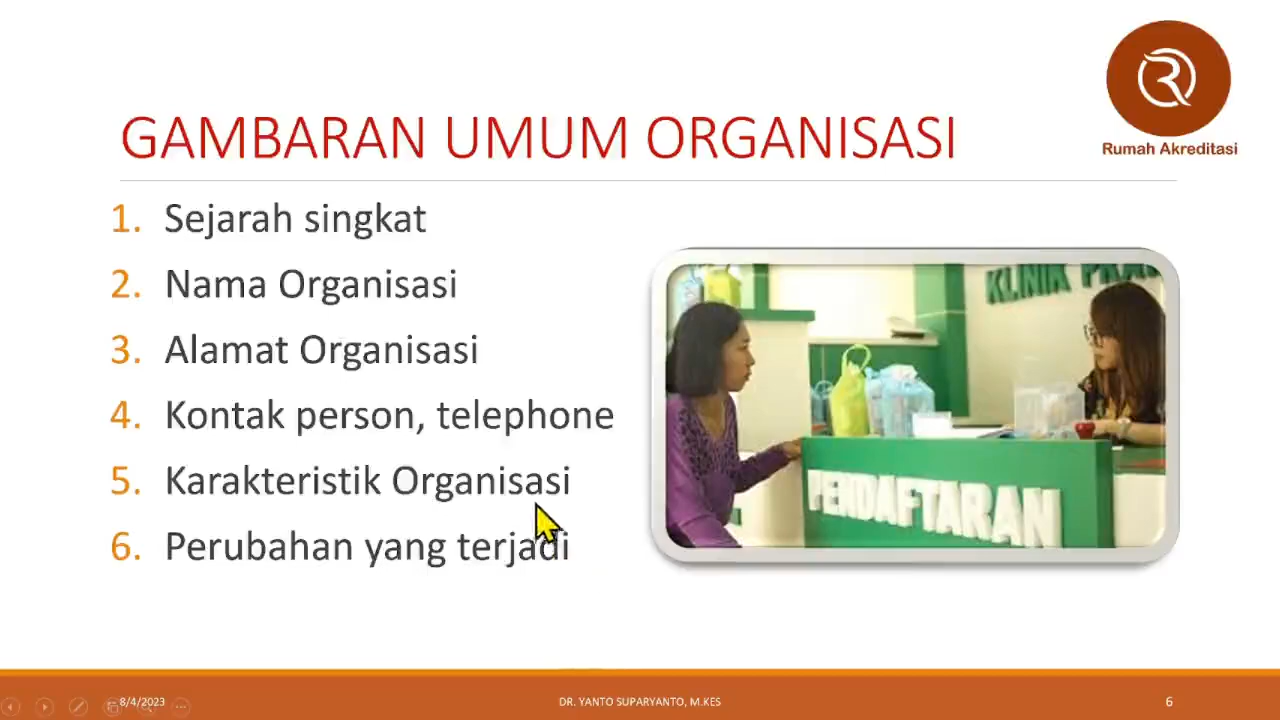 Rumah Akreditasi
GAMBARAN UMUM ORGANISASI
1. Sejarah singkat
2. Nama Organisasi
3. Alamat Organisasi
4. Kontak person, telephone
5. Karakteristik Organisasi
6. Perubahan yang terjadi
KLINIK
PENDAFTARAN
8/4/2023
DR. YANTO SUPARYANTO, M.KES
6